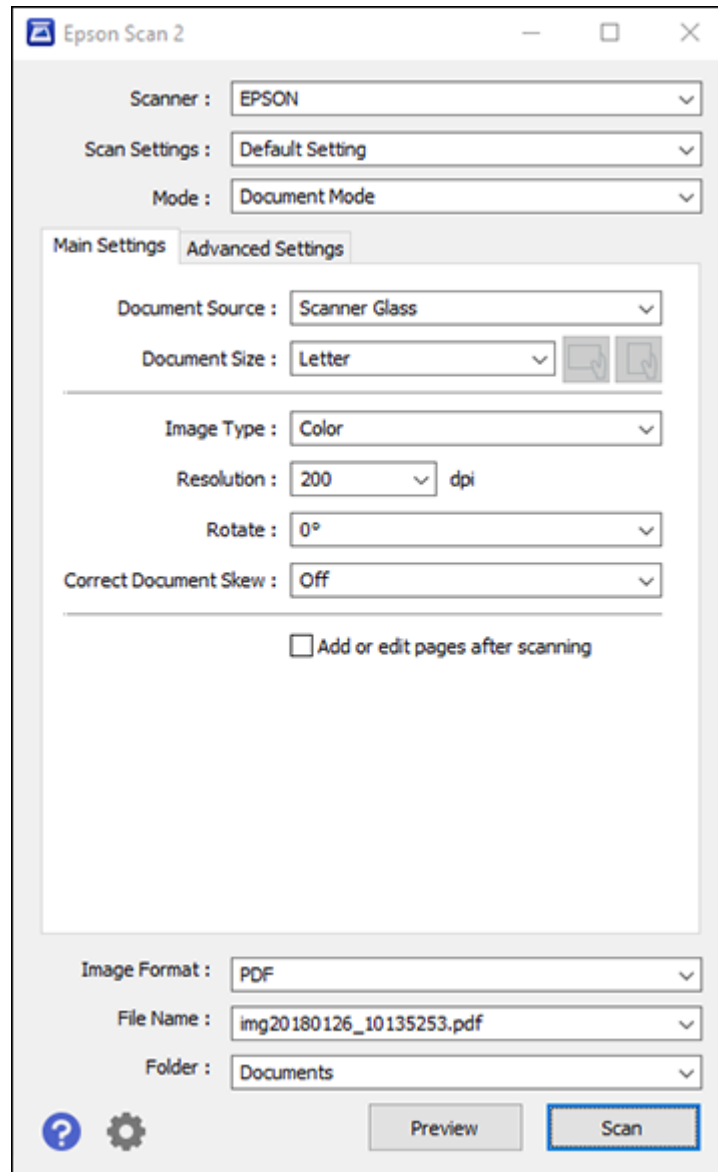 Epson Scan 2
Scanner : EPSON
Scan Settings : Default Setting
Mode : Document Mode
Main Settings Advanced Settings
Document Source : Scanner Glass
Document Size : Letter
Image Type : Color
Resolution : 200 dpi
Rotate : 0°
Correct Document Skew : Off
Add or edit pages after scanning
Image Format : PDF
File Name : img20180126_10135253.pdf
Folder : Documents
? Preview Scan